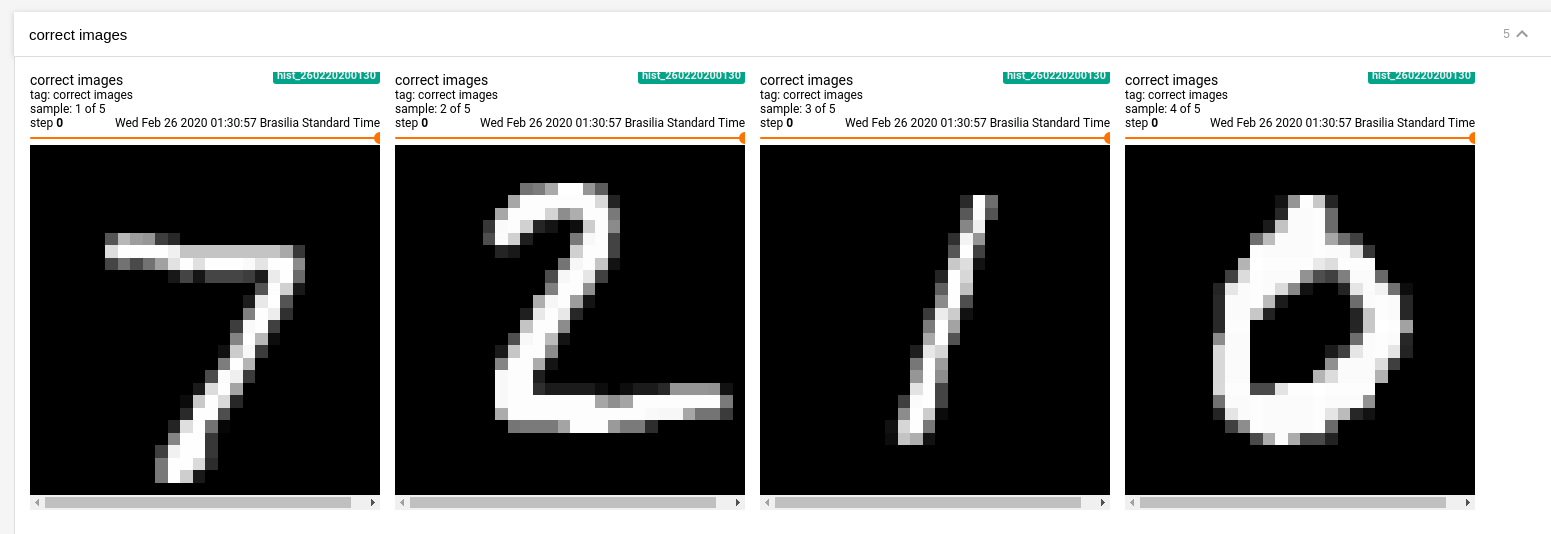 correct images
5
correct images hist_260220200130
tag: correct images
sample: 1 of 5
step 0 Wed Feb 26 2020 01:30:57 Brasilia Standard Time
7
correct images hist_260220200130
tag: correct images
sample: 2 of 5
step 0 Wed Feb 26 2020 01:30:57 Brasilia Standard Time
2
correct images hist_260220200130
tag: correct images
sample: 3 of 5
step 0 Wed Feb 26 2020 01:30:57 Brasilia Standard Time
1
correct images hist_260220200130
tag: correct images
sample: 4 of 5
step 0 Wed Feb 26 2020 01:30:57 Brasilia Standard Time
0